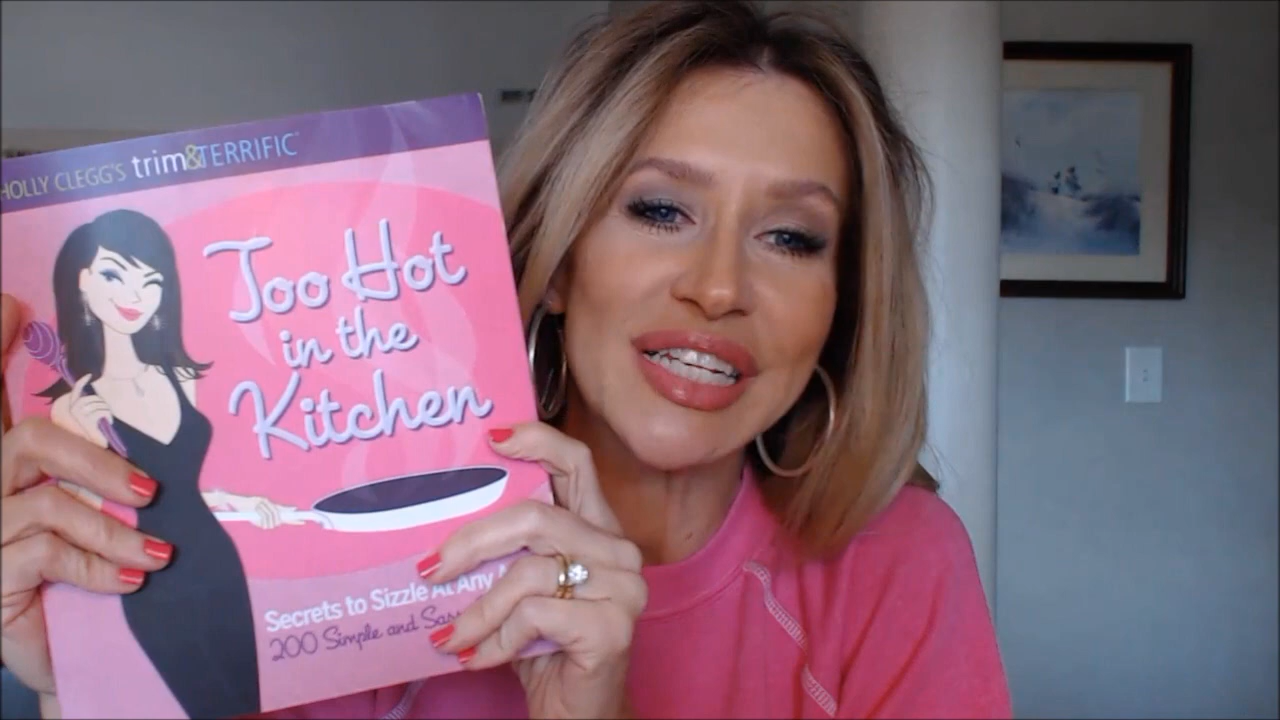 HOLLY CLEGG'S trim&TERRIFIC
Too Hot
in the
Kitchen
Secrets to Sizzle At Any
200 Simple and